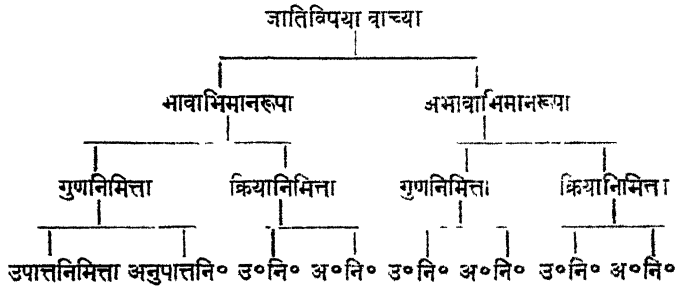 जातिविषया वाच्या
भावाभिमानरूपा अभावाभिमानरूपा
गुणनिमित्ता क्रियानिमित्ता गुणनिमित्ता क्रियानिमित्ता
उपात्तनिमित्ता अनुपात्तनि० उ०नि० अ०नि० उ०नि० अ०नि० उ०नि० अ०नि०